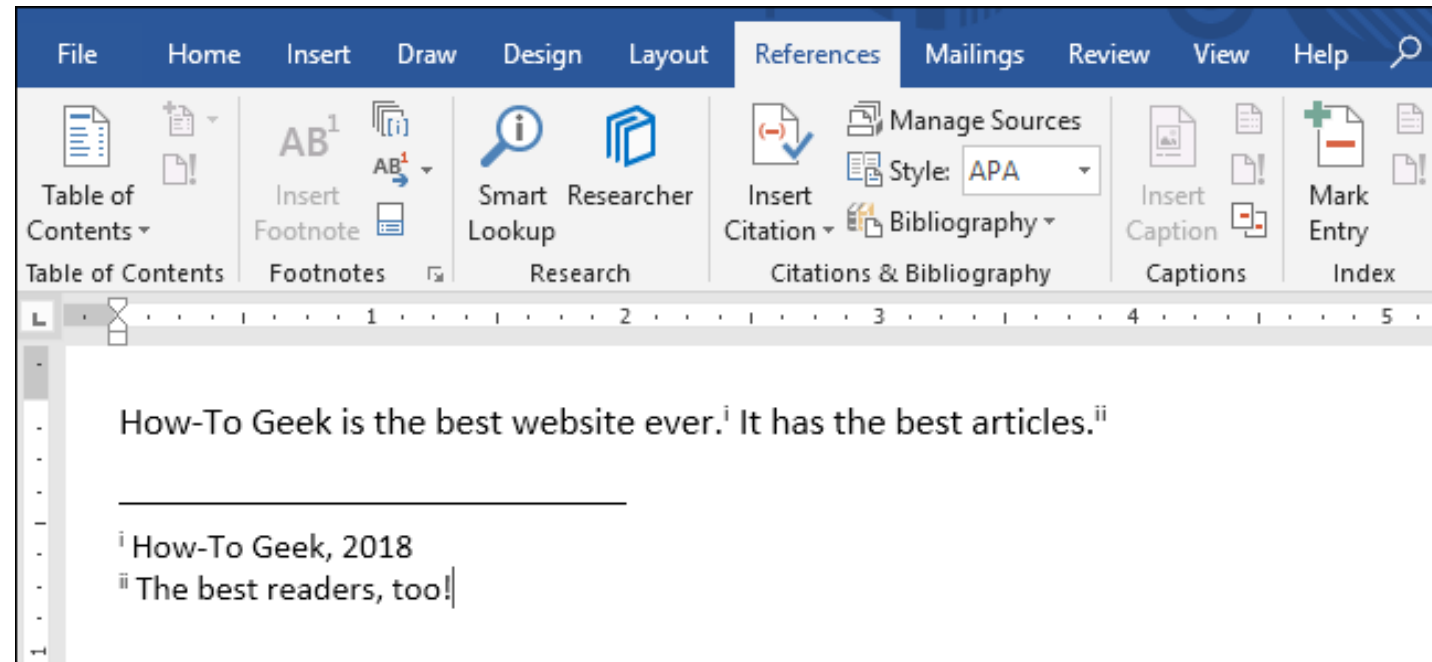 File Home Insert Draw Design Layout References Mailings Review View Help
AB¹ [i] Manage Sources
AB¹ Style: APA
Table of Insert Smart Researcher Insert Insert Mark
Contents Footnote Lookup Citation Bibliography Caption Entry
Table of Contents Footnotes Research Citations & Bibliography Captions Index
L 1 2 3 4 5
How-To Geek is the best website ever.ⁱ It has the best articles.ⁱⁱ
ⁱ How-To Geek, 2018
ⁱⁱ The best readers, too!
1